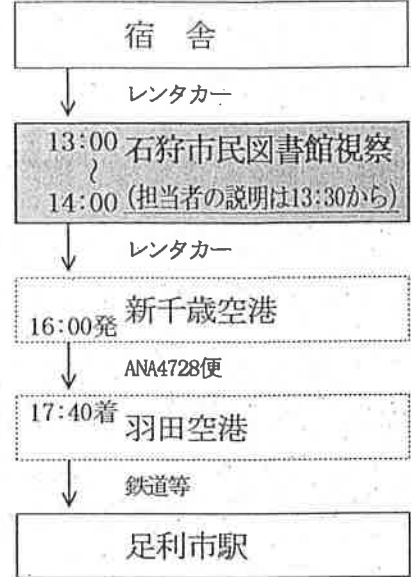 宿 舎
レンタカー
13:00
～
14:00
石狩市民図書館視察
(担当者の説明は13:30から)
レンタカー
16:00発
新千歳空港
ANA4728便
17:40着
羽田空港
鉄道等
足利市駅